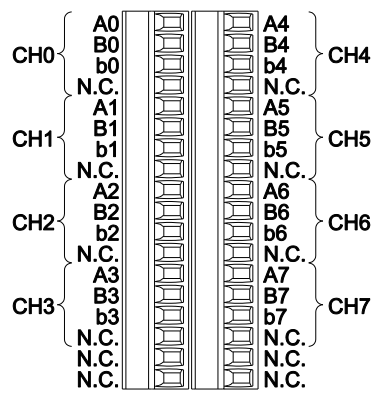 A0 A4
CH0 B0 B4 CH4
b0 b4
N.C. N.C.
A1 A5
CH1 B1 B5 CH5
b1 b5
N.C. N.C.
A2 A6
CH2 B2 B6 CH6
b2 b6
N.C. N.C.
A3 A7
CH3 B3 B7 CH7
b3 b7
N.C. N.C.
N.C. N.C.
N.C. N.C.